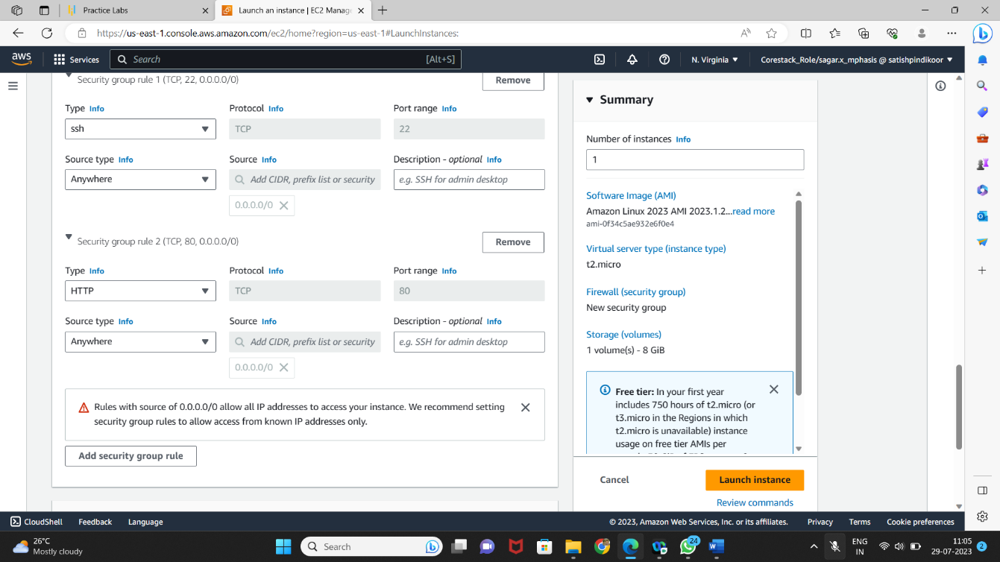 Practice Labs
Launch an instance | EC2 Manage
https://us-east-1.console.aws.amazon.com/ec2/home?region=us-east-1#LaunchInstances:
aws
Services
Search
[Alt+S]
N. Virginia
Corestack_Role/sagar.x_mphasis @ satishpindikoor
Security group rule 1 (TCP, 22, 0.0.0.0/0)
Remove
Type Info
Protocol Info
Port range Info
ssh
TCP
22
Source type Info
Source Info
Description - optional Info
Anywhere
Add CIDR, prefix list or security
e.g. SSH for admin desktop
0.0.0.0/0
Security group rule 2 (TCP, 80, 0.0.0.0/0)
Remove
Type Info
Protocol Info
Port range Info
HTTP
TCP
80
Source type Info
Source Info
Description - optional Info
Anywhere
Add CIDR, prefix list or security
e.g. SSH for admin desktop
0.0.0.0/0
Rules with source of 0.0.0.0/0 allow all IP addresses to access your instance. We recommend setting
security group rules to allow access from known IP addresses only.
Add security group rule
Summary
Number of instances Info
1
Software Image (AMI)
Amazon Linux 2023 AMI 2023.1.2...read more
ami-0f34c5ae932e6f0e4
Virtual server type (instance type)
t2.micro
Firewall (security group)
New security group
Storage (volumes)
1 volume(s) - 8 GiB
Free tier: In your first year
includes 750 hours of t2.micro (or
t3.micro in the Regions in which
t2.micro is unavailable) instance
usage on free tier AMIs per
Cancel
Launch instance
Review commands
CloudShell
Feedback
Language
© 2023, Amazon Web Services, Inc. or its affiliates.
Privacy
Terms
Cookie preferences
26°C
Mostly cloudy
Search
24
ENG
IN
11:05
29-07-2023
2